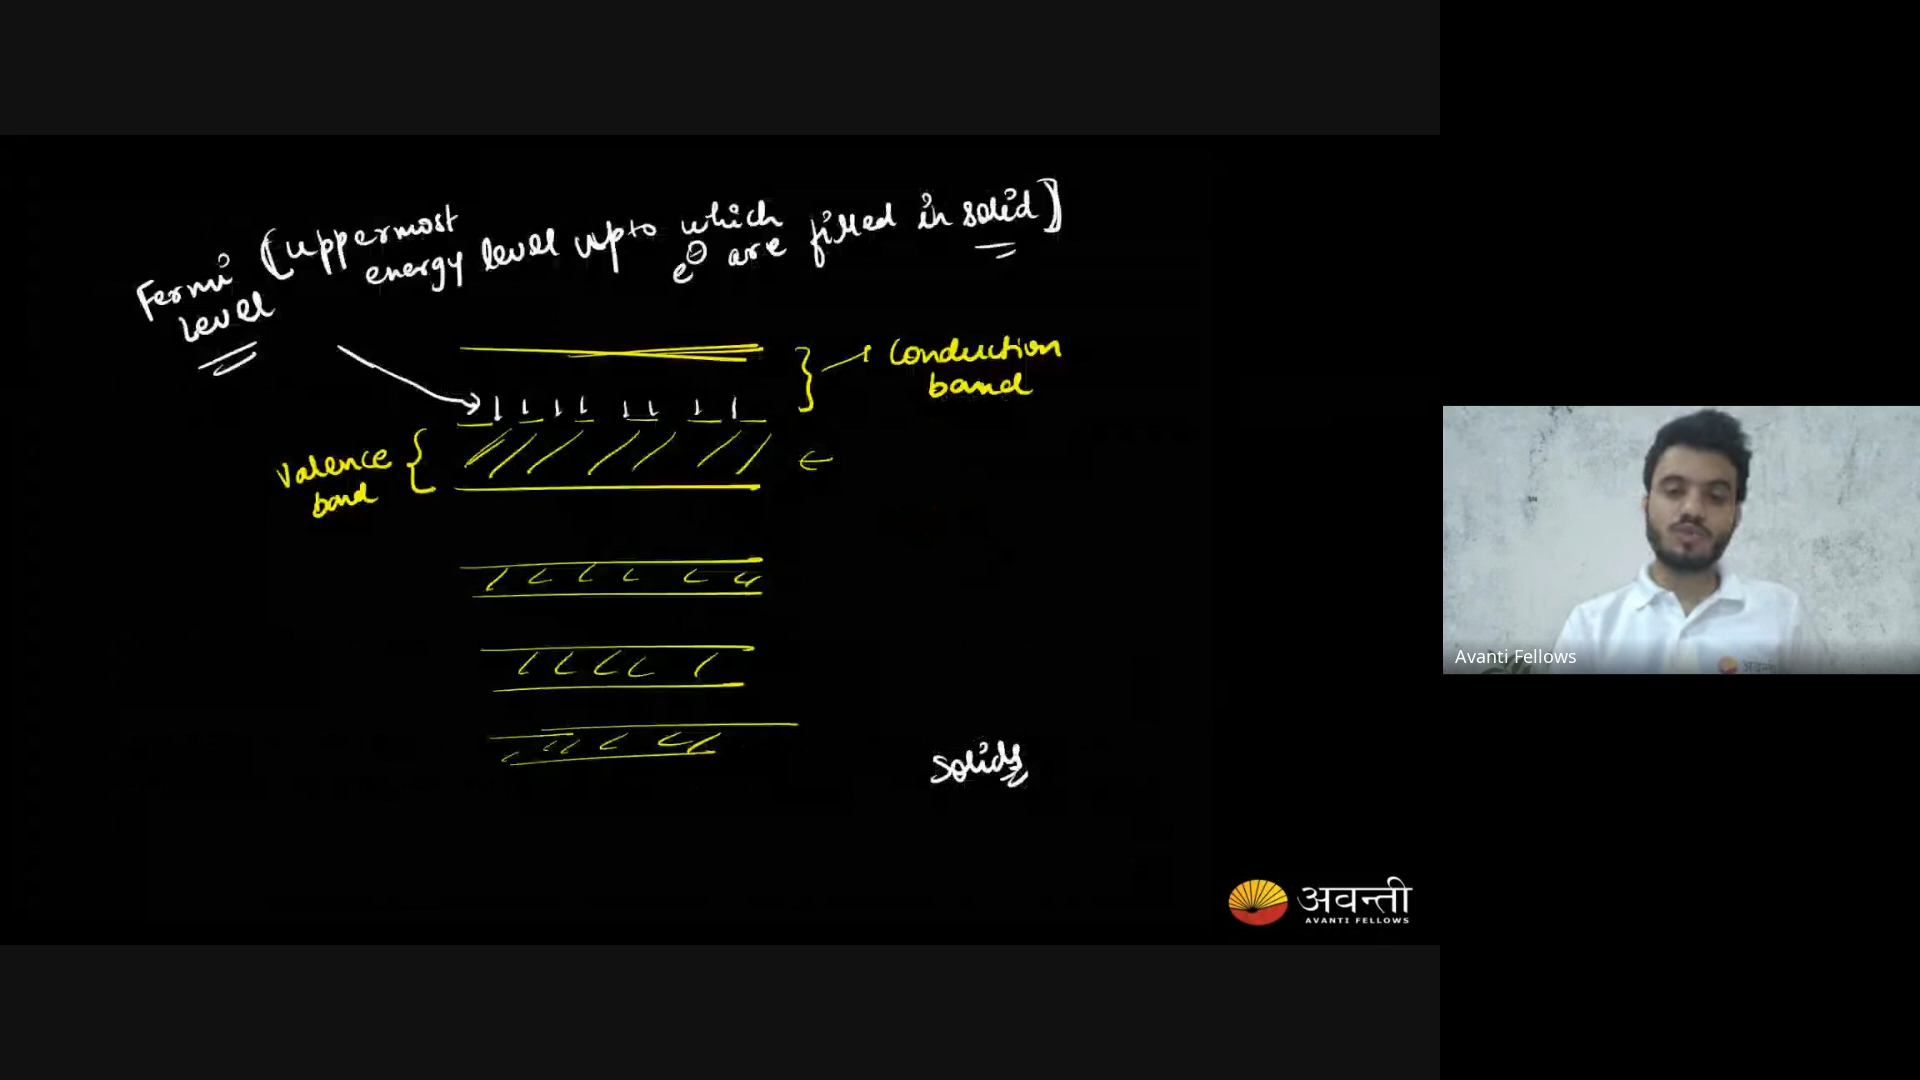 Fermi (uppermost
level energy level upto which
e⊖ are filled in solid)
Conduction
band
Valence
band
Solids
अवन्ती
AVANTI FELLOWS
Avanti Fellows